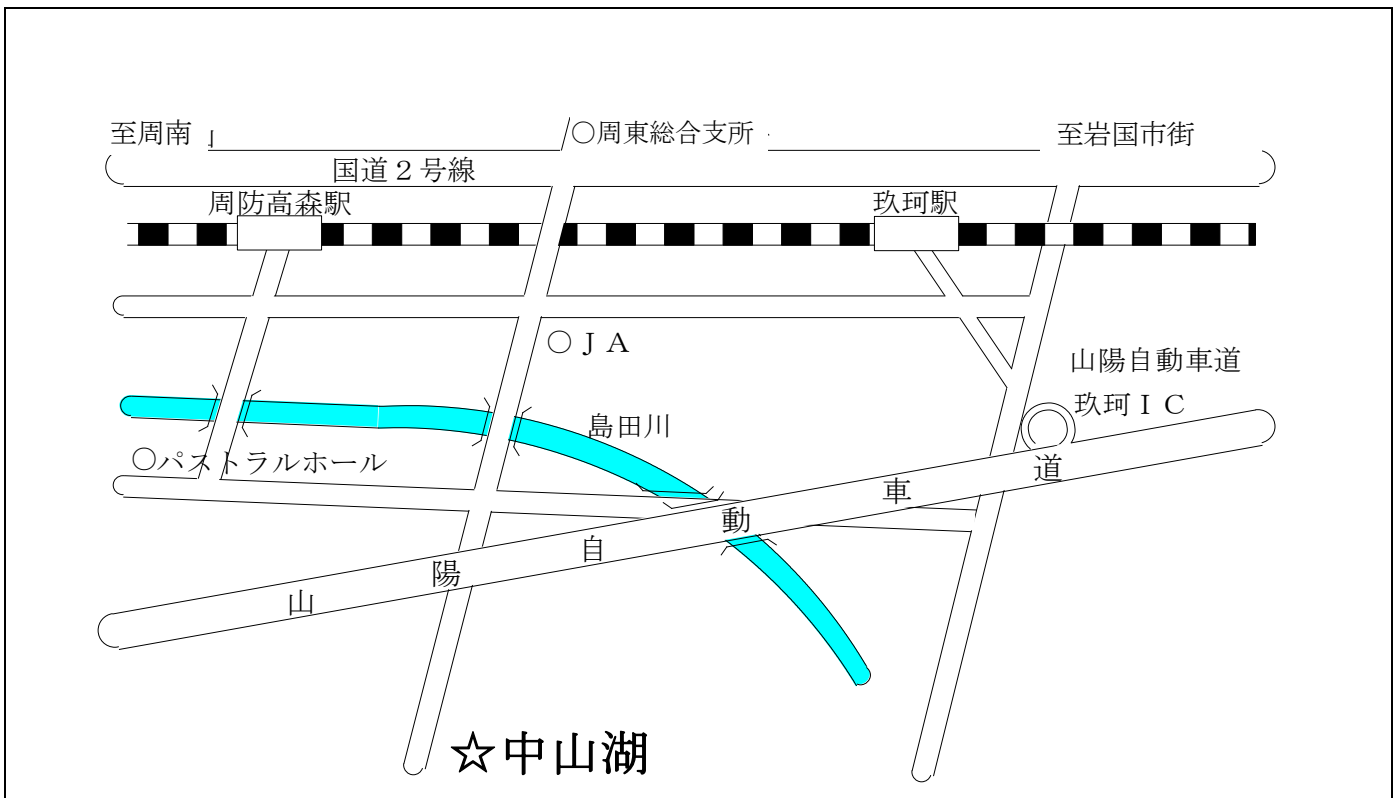 至周南
○周東総合支所
至岩国市街
国道２号線
周防高森駅
玖珂駅
○ＪＡ
山陽自動車道
玖珂ＩＣ
島田川
○パストラルホール
山陽自動車道
☆中山湖